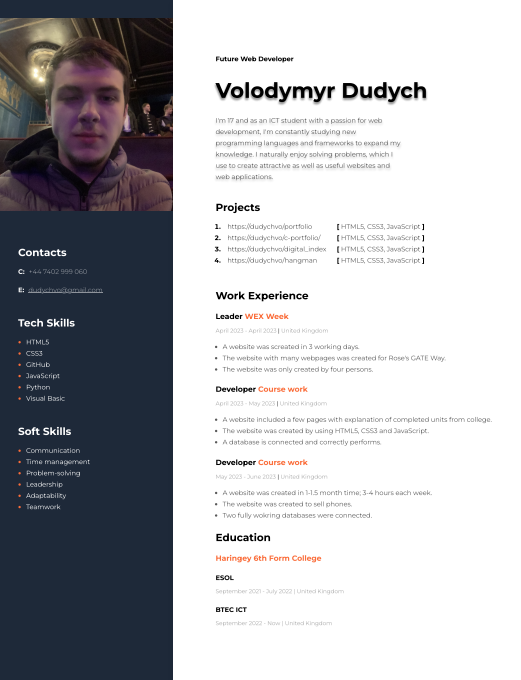 Contacts
C: +44 7402 999 060
E: dudychvo@gmail.com
Tech Skills
HTML5
CSS3
GitHub
JavaScript
Python
Visual Basic
Soft Skills
Communication
Time management
Problem-solving
Leadership
Adaptability
Teamwork
Future Web Developer
Volodymyr Dudych
I'm 17 and as an ICT student with a passion for web
development, I'm constantly studying new
programming languages and frameworks to expand my
knowledge. I naturally enjoy solving problems, which I
use to create attractive as well as useful websites and
web applications.
Projects
1. https://dudychvo/portfolio [ HTML5, CSS3, JavaScript ]
2. https://dudychvo/c-portfolio/ [ HTML5, CSS3, JavaScript ]
3. https://dudychvo/digital_index [ HTML5, CSS3, JavaScript ]
4. https://dudychvo/hangman [ HTML5, CSS3, JavaScript ]
Work Experience
Leader WEX Week
April 2023 - April 2023 | United Kingdom
A website was screated in 3 working days.
The website with many webpages was created for Rose's GATE Way.
The website was only created by four persons.
Developer Course work
April 2023 - May 2023 | United Kingdom
A website included a few pages with explanation of completed units from college.
The website was created by using HTML5, CSS3 and JavaScript.
A database is connected and correctly performs.
Developer Course work
May 2023 - June 2023 | United Kingdom
A website was created in 1-1.5 month time; 3-4 hours each week.
The website was created to sell phones.
Two fully wokring databases were connected.
Education
Haringey 6th Form College
ESOL
September 2021 - July 2022 | United Kingdom
BTEC ICT
September 2022 - Now | United Kingdom